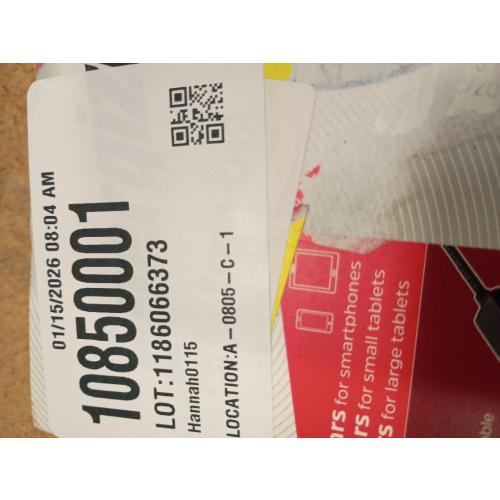 01/15/2026 08:04 AM
10850001
LOT:1186066373
Hannah0115
LOCATION:A-0805-C-1
for smartphones
for small tablets
for large tablets